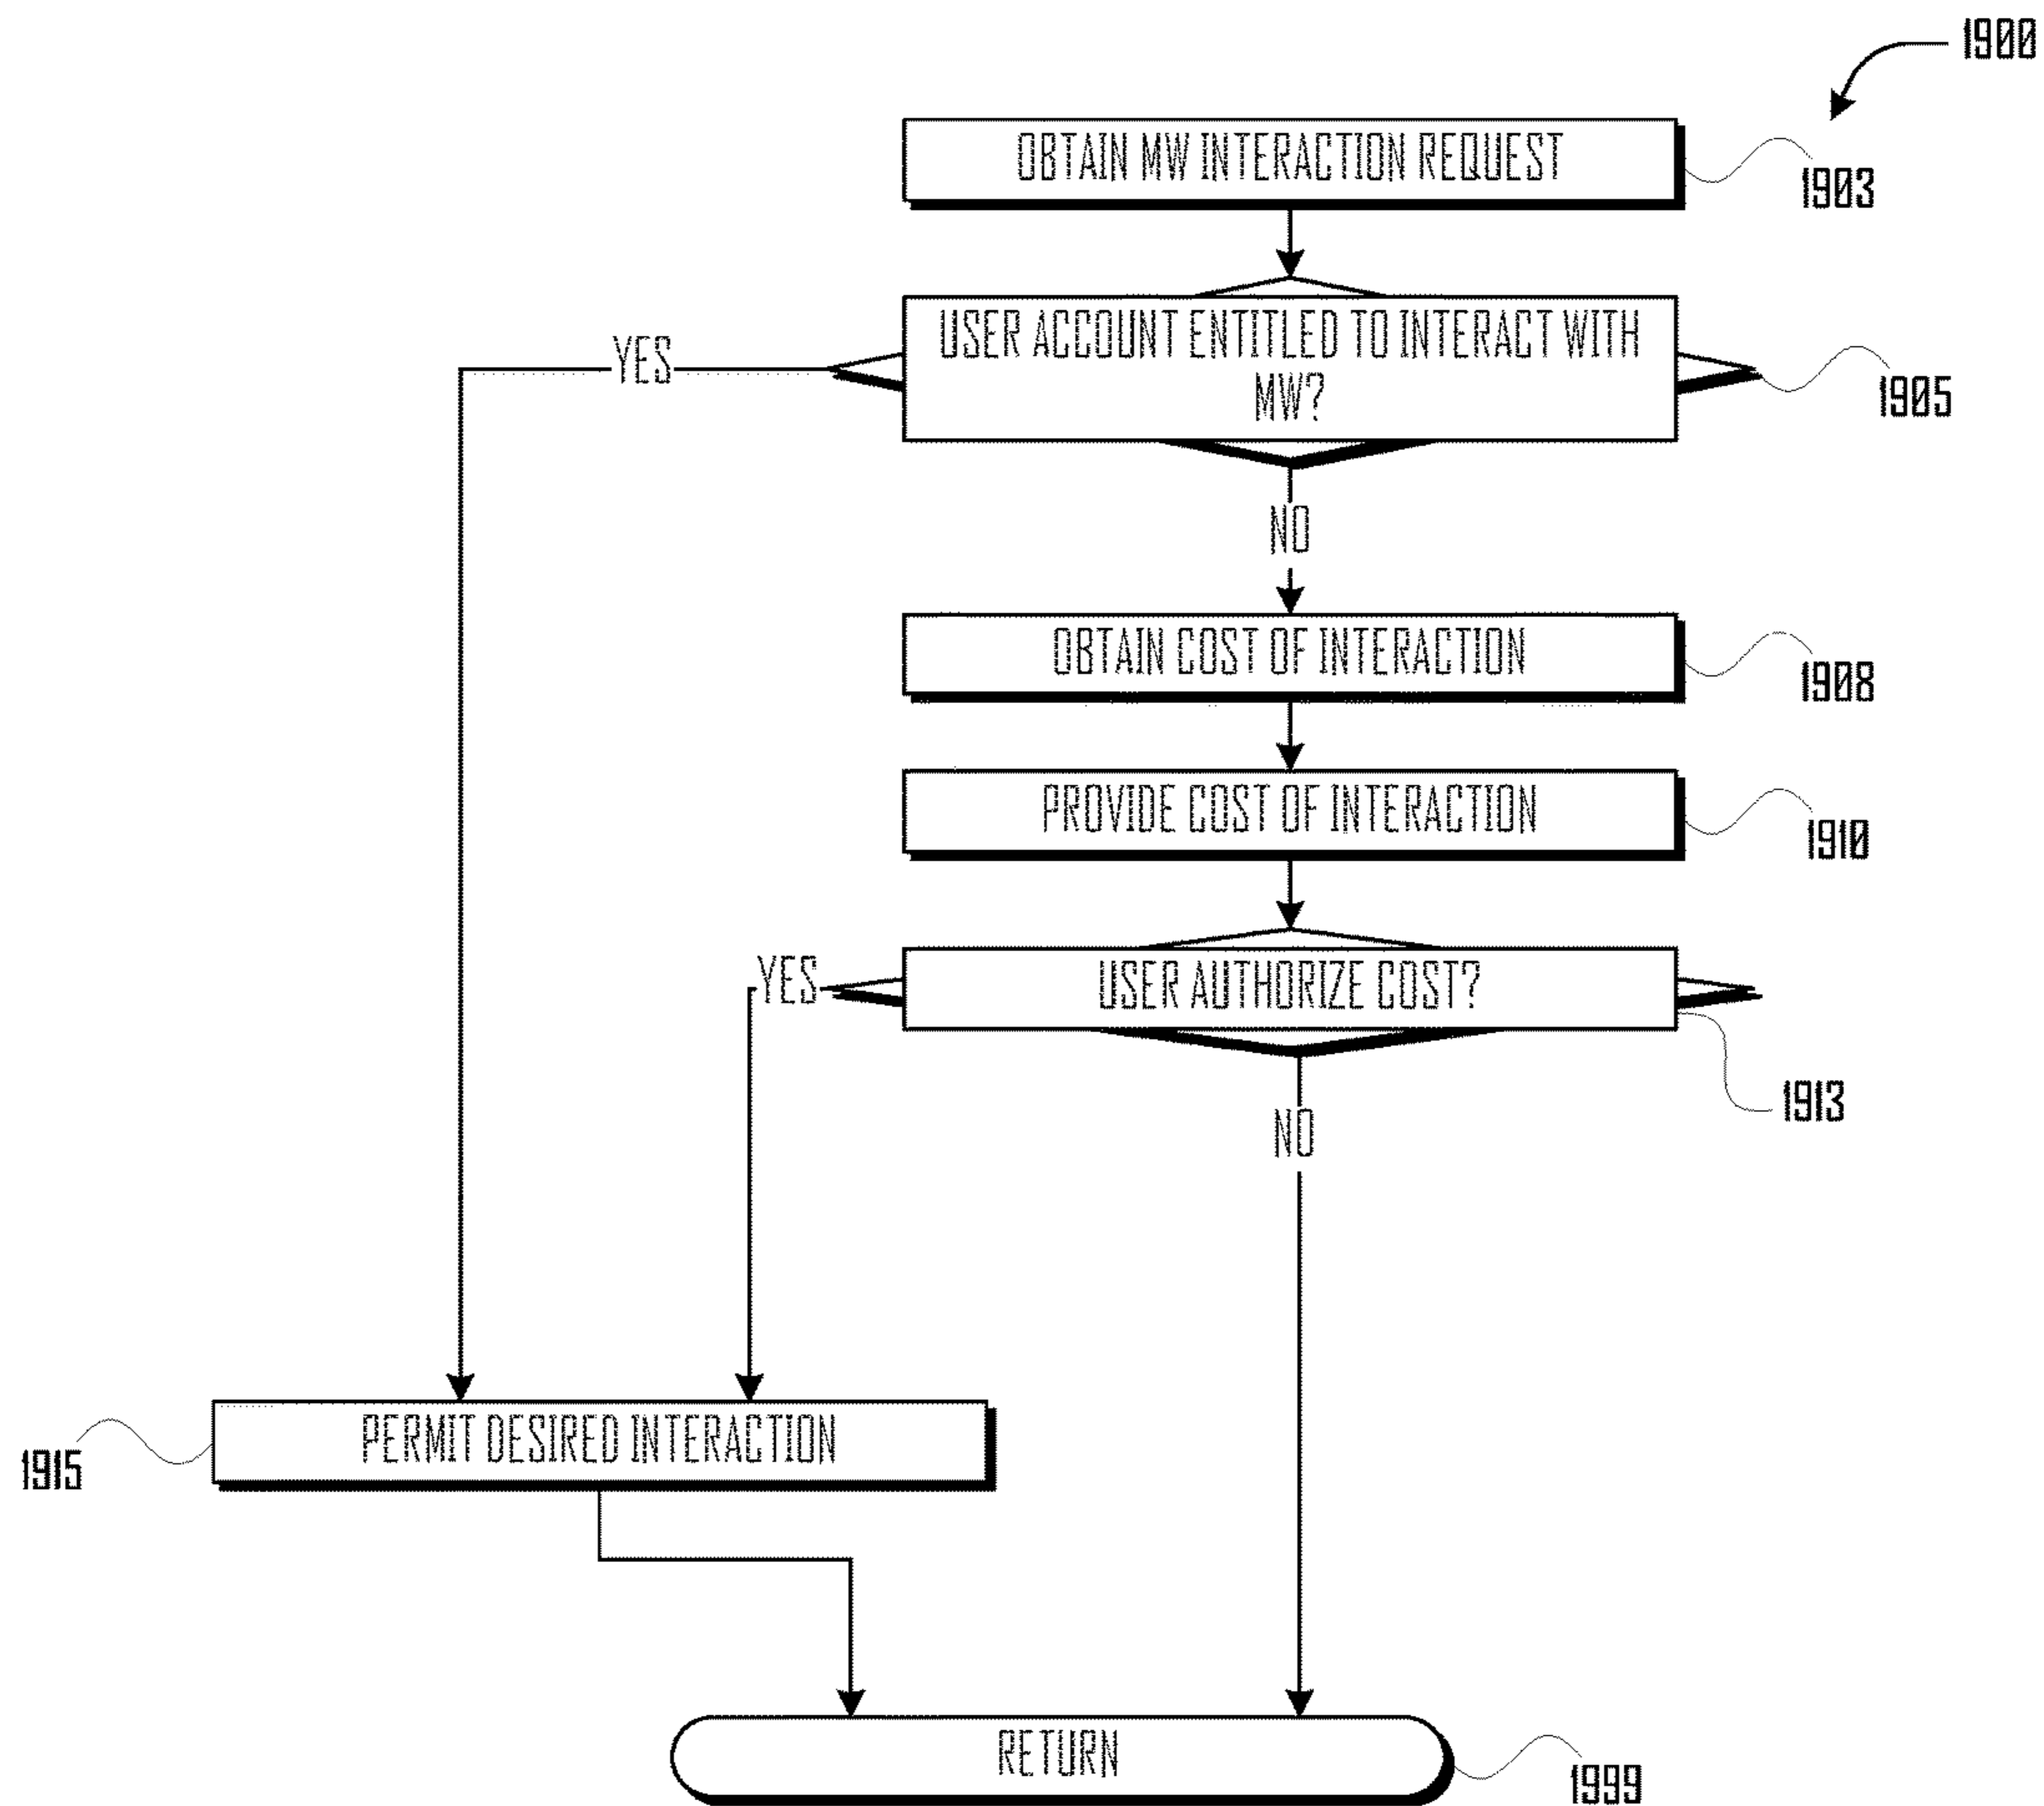 1900
OBTAIN MW INTERACTION REQUEST
1903
USER ACCOUNT ENTITLED TO INTERACT WITH
MW?
YES
1905
NO
OBTAIN COST OF INTERACTION
1908
PROVIDE COST OF INTERACTION
1910
USER AUTHORIZE COST?
YES
1913
NO
PERMIT DESIRED INTERACTION
1915
RETURN
1999